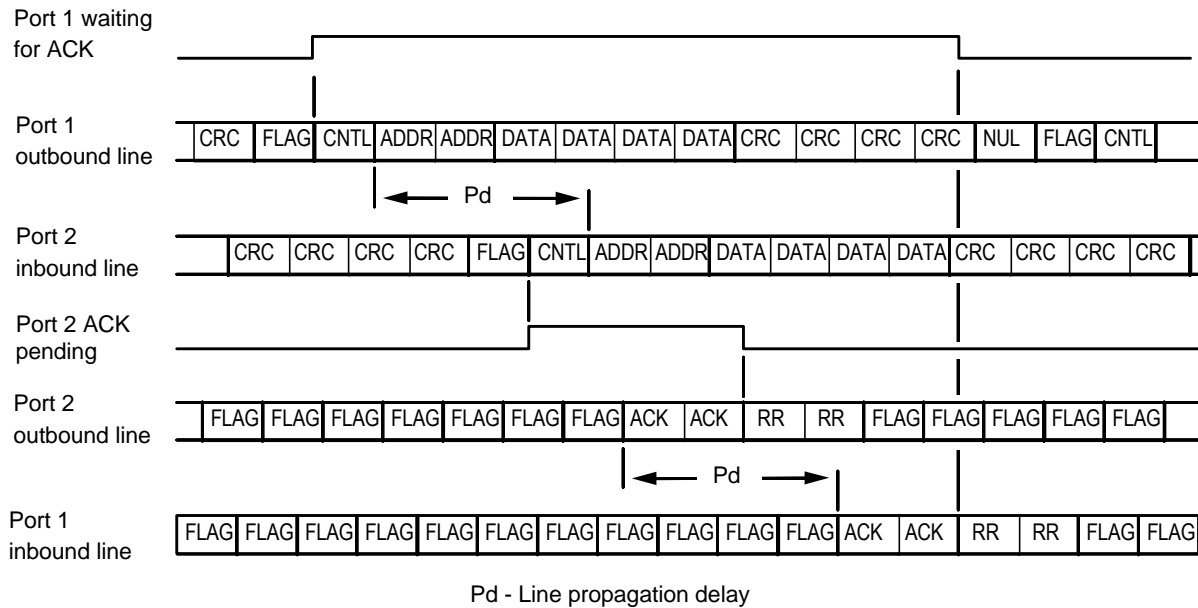 Port 1 waiting
for ACK
Port 1
outbound line
CRC FLAG CNTL ADDR ADDR DATA DATA DATA DATA CRC CRC CRC CRC NUL FLAG CNTL
Pd
Port 2
inbound line
CRC CRC CRC CRC FLAG CNTL ADDR ADDR DATA DATA DATA DATA CRC CRC CRC CRC
Port 2 ACK
pending
Port 2
outbound line
FLAG FLAG FLAG FLAG FLAG FLAG FLAG ACK ACK RR RR FLAG FLAG FLAG FLAG FLAG
Pd
Port 1
inbound line
FLAG FLAG FLAG FLAG FLAG FLAG FLAG FLAG FLAG FLAG FLAG ACK ACK RR RR FLAG FLAG
Pd - Line propagation delay